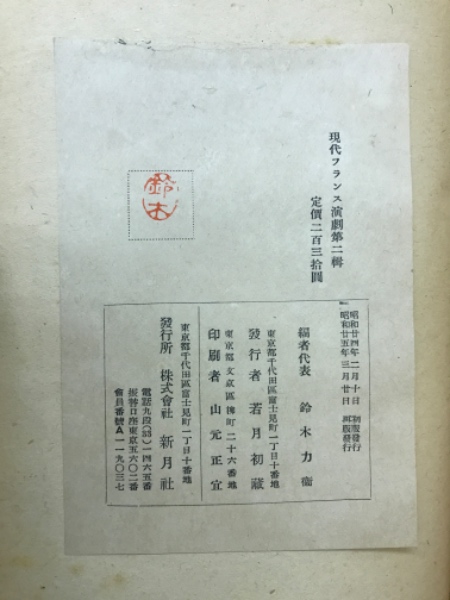 現代フランス演劇第二輯
定價二百三拾圓
鈴木
昭和廿四年二月十日 初版發行
昭和廿五年三月廿日 再版發行
編者代表 鈴木力衞
東京都千代田區富士見町一丁目十番地
發行者 若月初藏
東京都文京區 町二十六番地
印刷者 山元正宜
東京都千代田區富士見町一丁目十番地
發行所 株式會社 新月社
電話九段(33)一四六五番
振替口座東京五六〇二番
會員番號A一一九〇三七